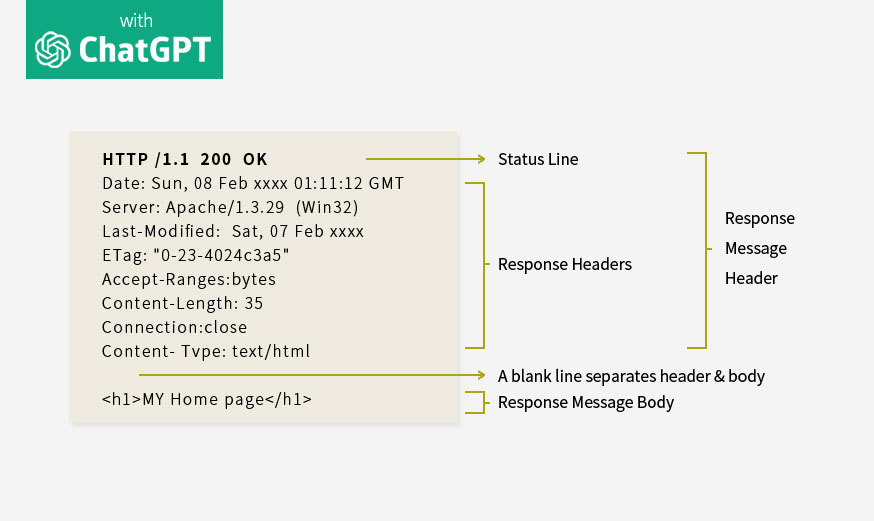 with
ChatGPT
HTTP /1.1 200 OK
Date: Sun, 08 Feb xxxx 01:11:12 GMT
Server: Apache/1.3.29 (Win32)
Last-Modified: Sat, 07 Feb xxxx
ETag: "0-23-4024c3a5"
Accept-Ranges:bytes
Content-Length: 35
Connection:close
Content- Tvpe: text/html
<h1>MY Home page</h1>
Status Line
Response Headers
A blank line separates header & body
Response Message Body
Response
Message
Header